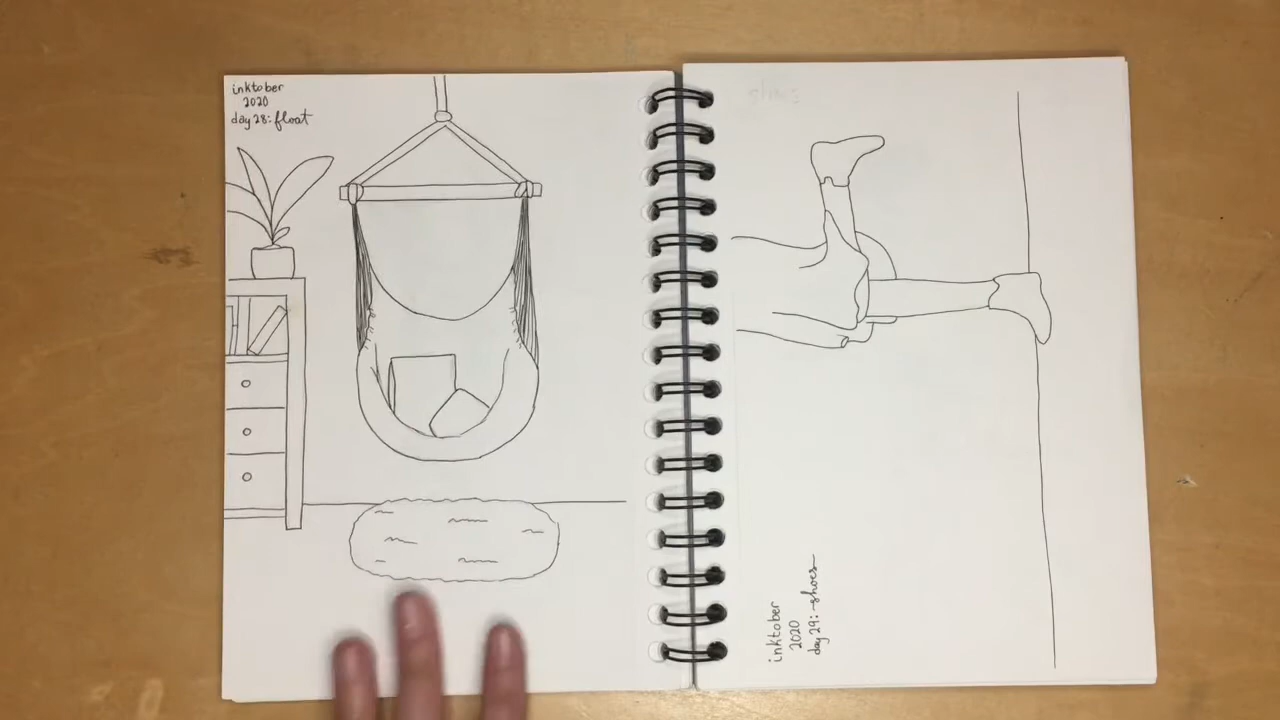 inktober
2020
day 28: float
inktober
2020
day 29: shoes